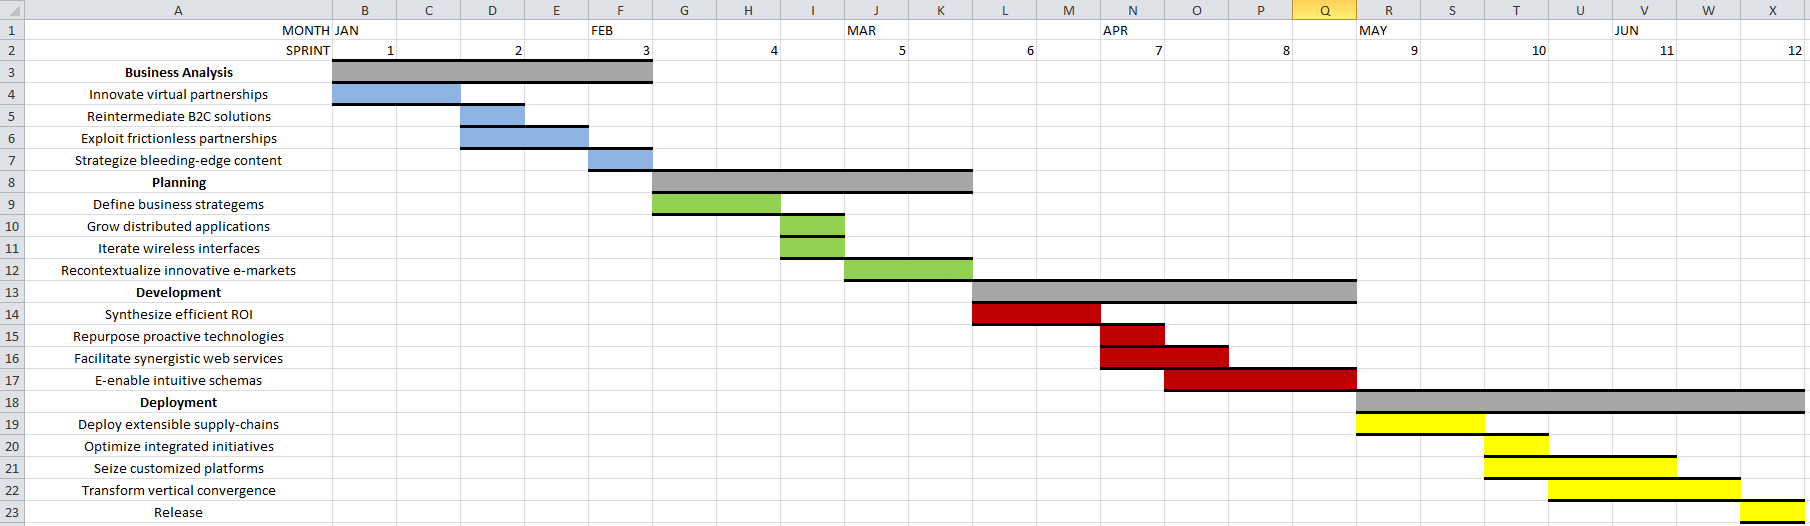 A B C D E F G H I J K L M N O P Q R S T U V W X
1 MONTH JAN FEB MAR APR MAY JUN
2 SPRINT 1 2 3 4 5 6 7 8 9 10 11 12
3 Business Analysis
4 Innovate virtual partnerships
5 Reintermediate B2C solutions
6 Exploit frictionless partnerships
7 Strategize bleeding-edge content
8 Planning
9 Define business strategems
10 Grow distributed applications
11 Iterate wireless interfaces
12 Recontextualize innovative e-markets
13 Development
14 Synthesize efficient ROI
15 Repurpose proactive technologies
16 Facilitate synergistic web services
17 E-enable intuitive schemas
18 Deployment
19 Deploy extensible supply-chains
20 Optimize integrated initiatives
21 Seize customized platforms
22 Transform vertical convergence
23 Release